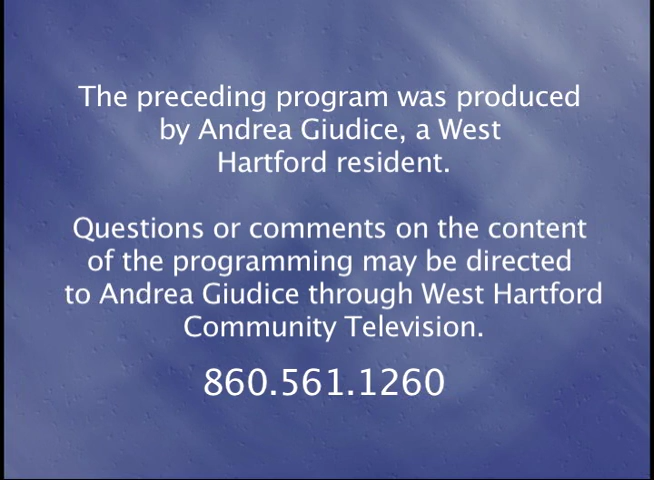 The preceding program was produced
by Andrea Giudice, a West
Hartford resident.
Questions or comments on the content
of the programming may be directed
to Andrea Giudice through West Hartford
Community Television.
860.561.1260